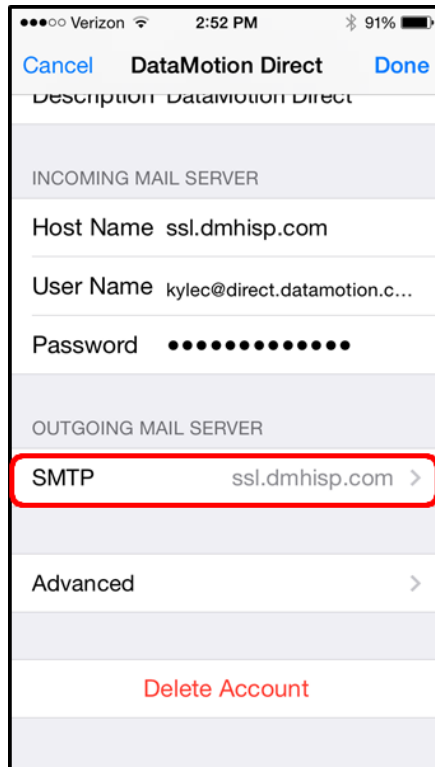 Verizon 2:52 PM 91%
Cancel DataMotion Direct Done
Description DataMotion Direct
INCOMING MAIL SERVER
Host Name ssl.dmhisp.com
User Name kylec@direct.datamotion.c...
Password •••••••••••••
OUTGOING MAIL SERVER
SMTP ssl.dmhisp.com >
Advanced >
Delete Account